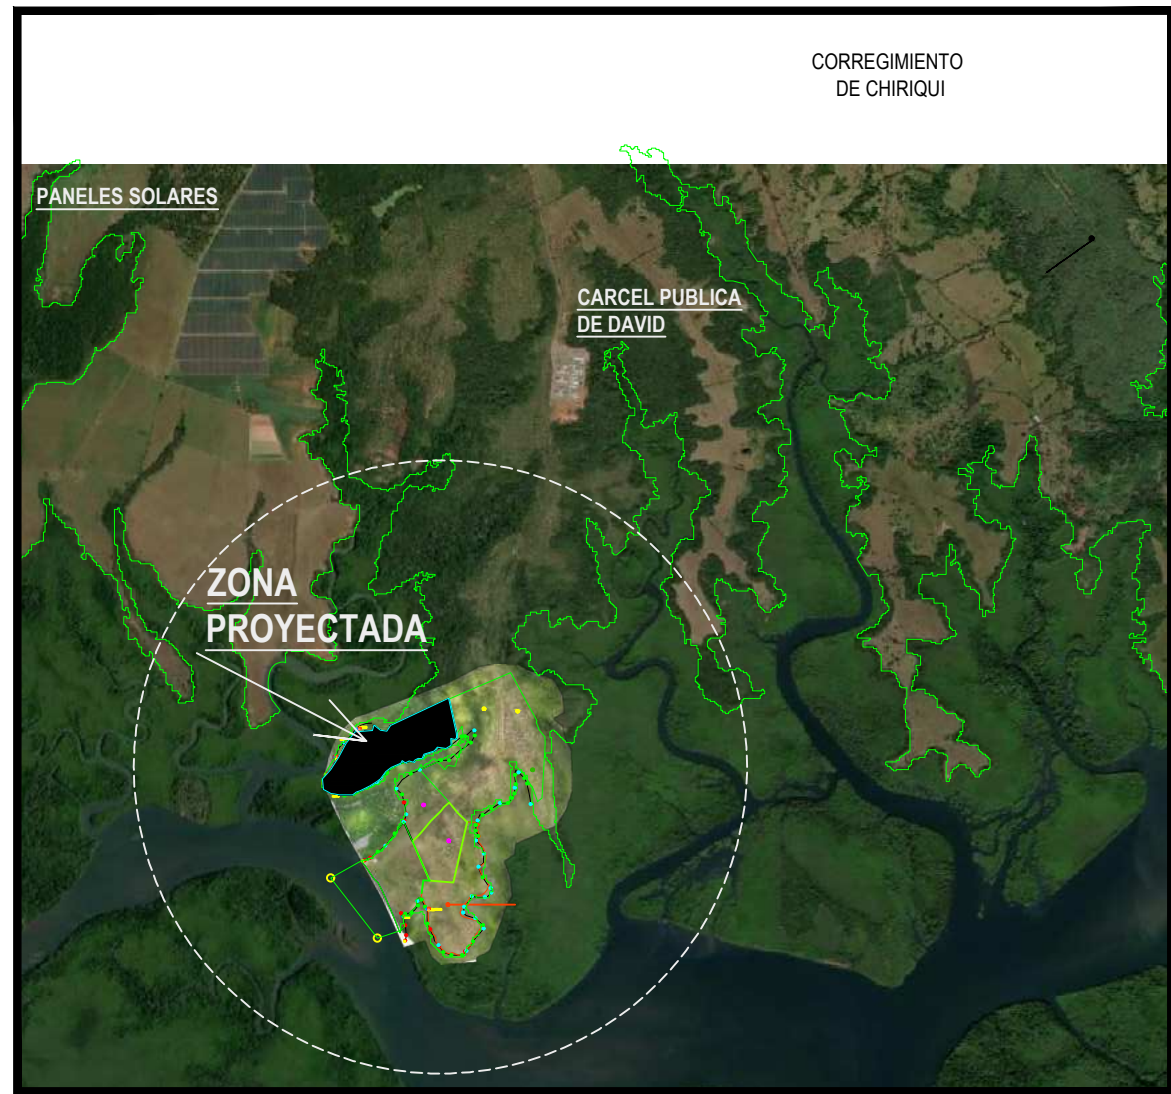 CORREGIMIENTO
DE CHIRIQUI
PANELES SOLARES
CARCEL PUBLICA
DE DAVID
ZONA
PROYECTADA